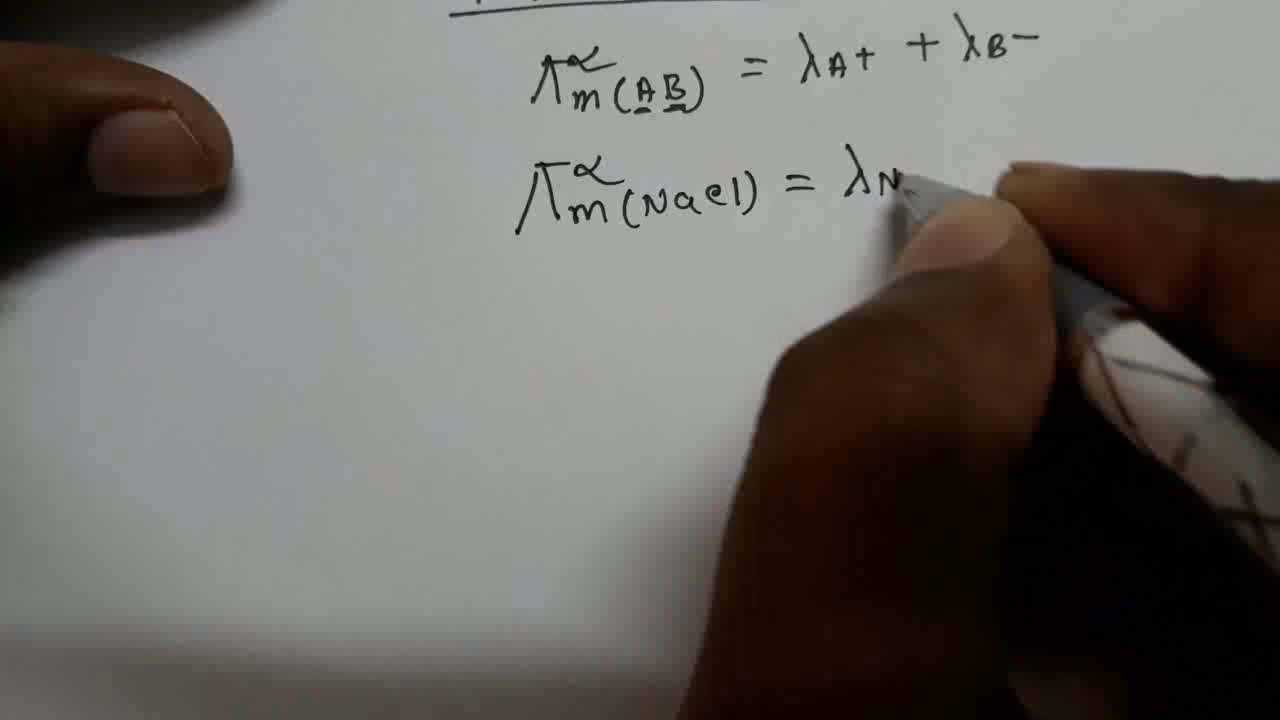 Λ∝m(AB) = λA+ + λB−
Λ∝m(NaCl) = λN